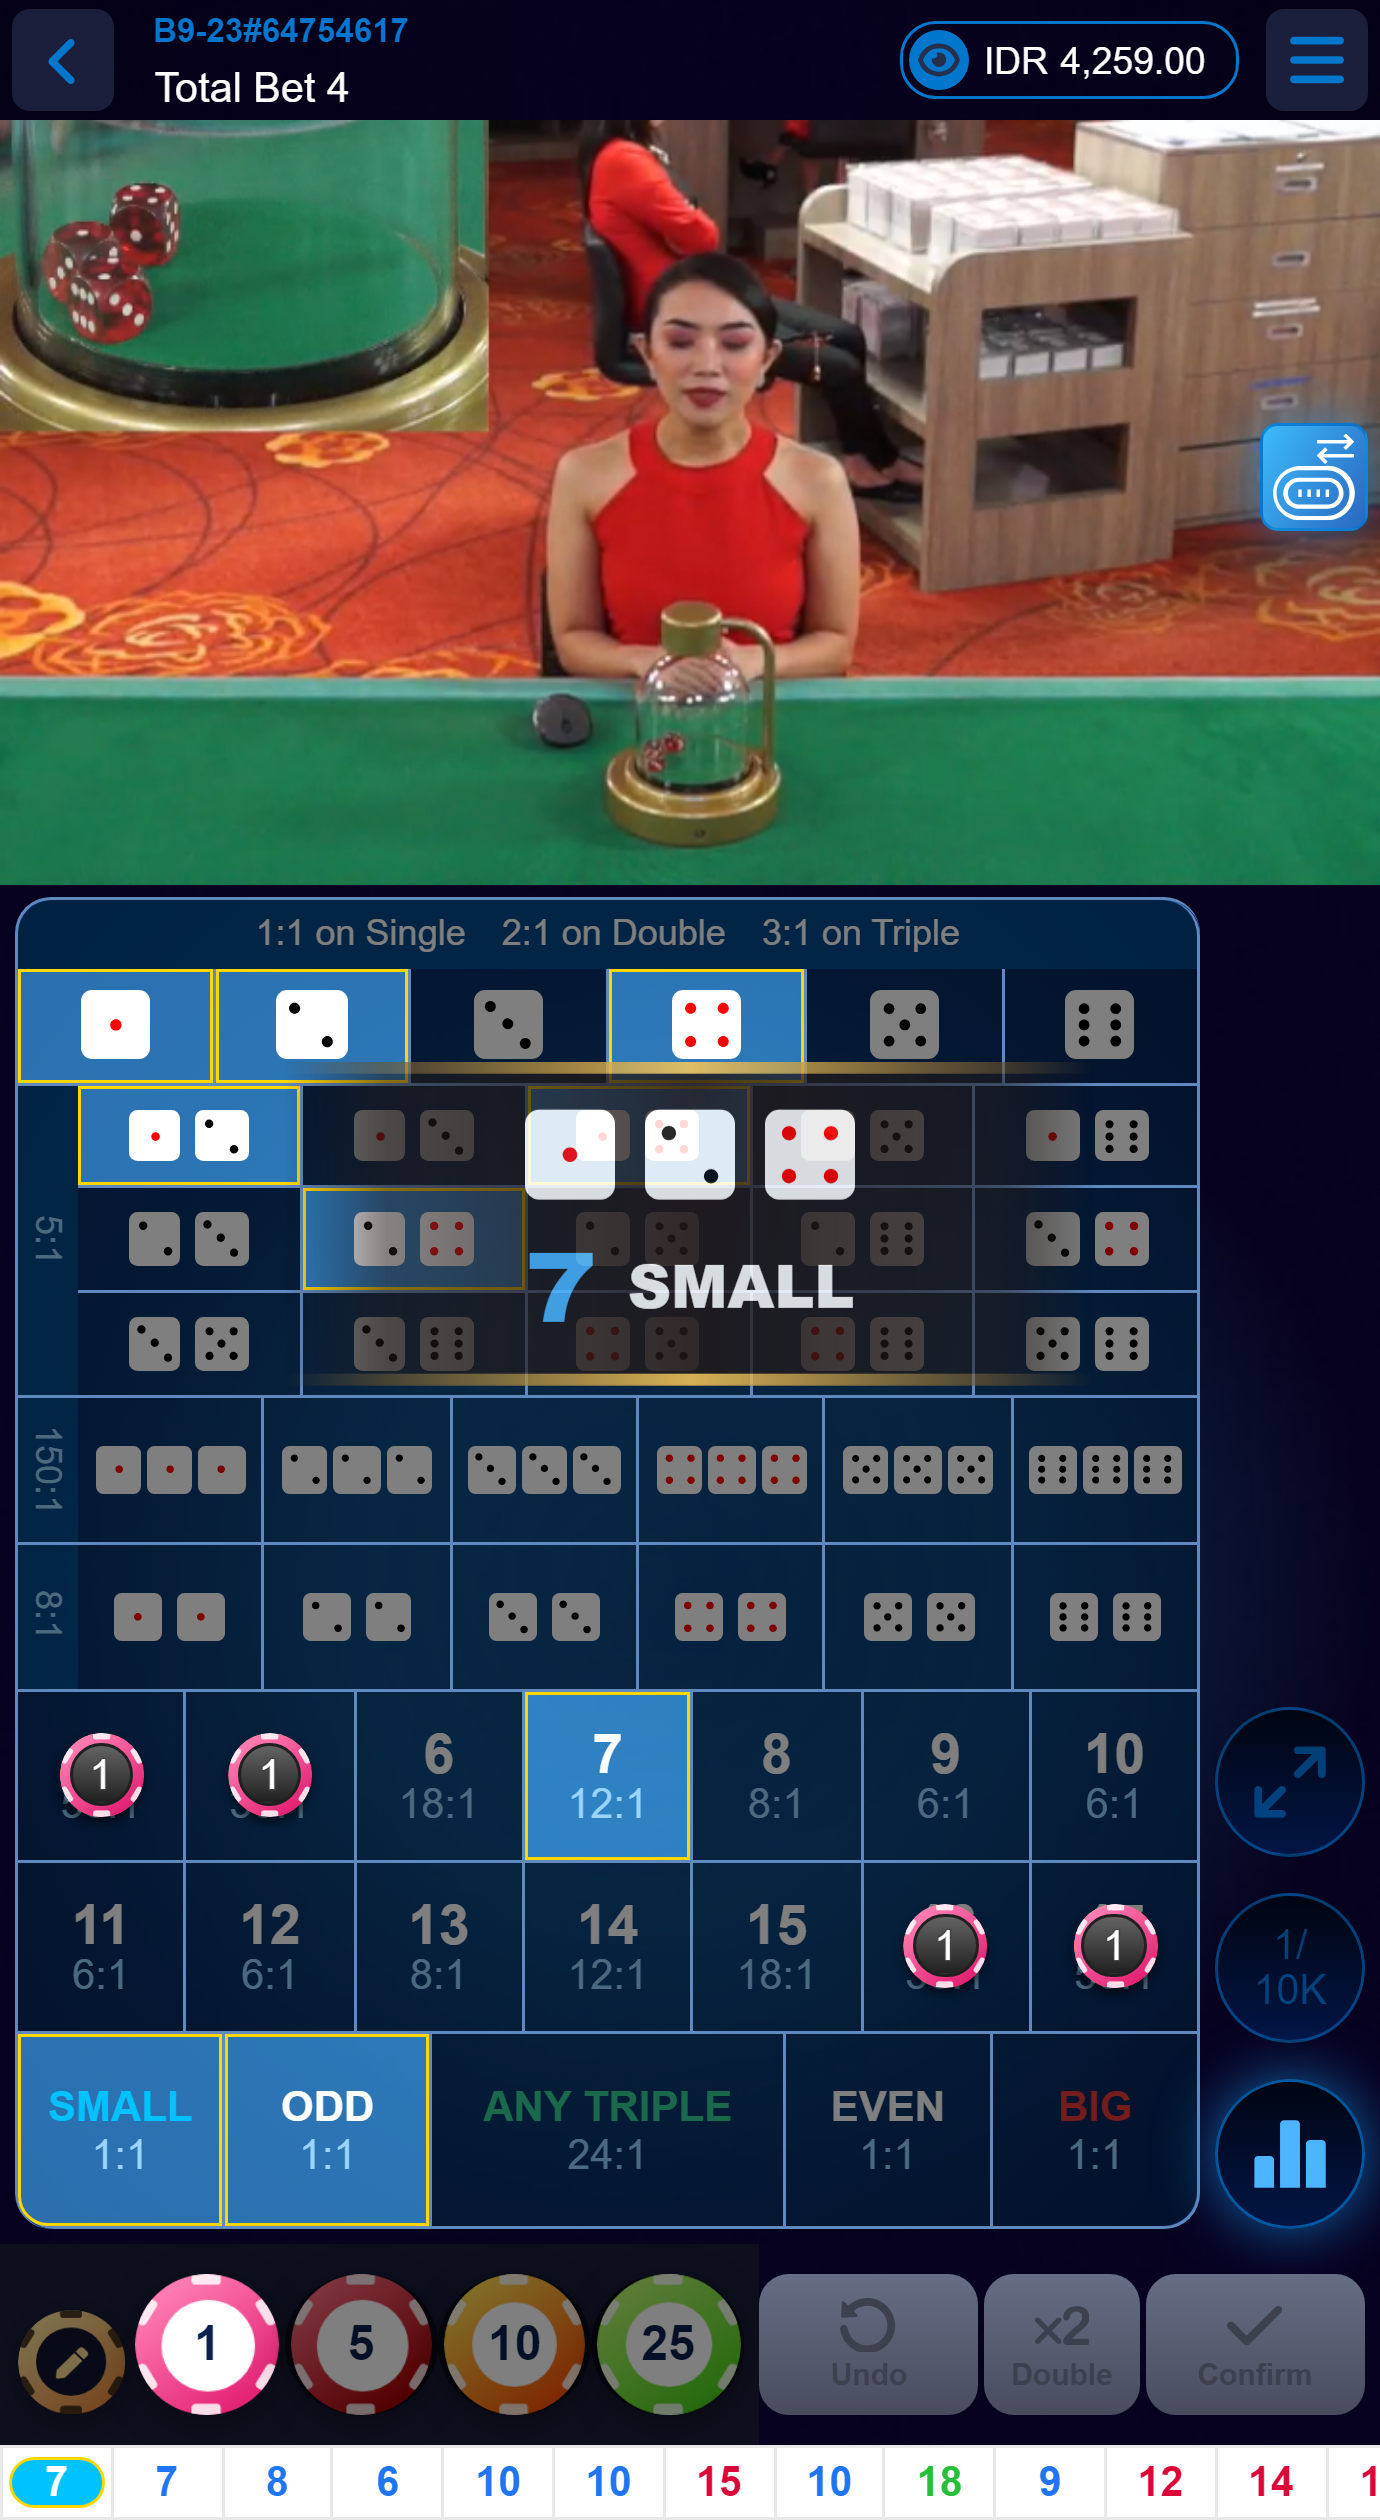 B9-23#64754617
Total Bet 4
IDR 4,259.00
1:1 on Single 2:1 on Double 3:1 on Triple
5:1
7 SMALL
150:1
8:1
1 1 6 7 8 9 10
18:1 12:1 8:1 6:1 6:1
11 12 13 14 15 1 1
6:1 6:1 8:1 12:1 18:1
1/
10K
SMALL ODD ANY TRIPLE EVEN BIG
1:1 1:1 24:1 1:1 1:1
1 5 10 25
x2
Undo Double Confirm
7 7 8 6 10 10 15 10 18 9 12 14